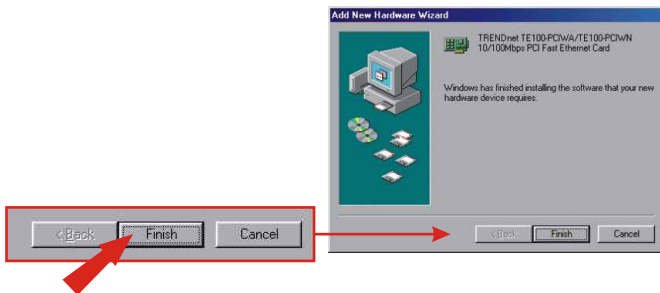 Add New Hardware Wizard
TRENDnet TE100-PCIWA/TE100-PCIWN
10/100Mbps PCI Fast Ethernet Card
Windows has finished installing the software that your new
hardware device requires.
< Back
Finish
Cancel
< Back
Finish
Cancel